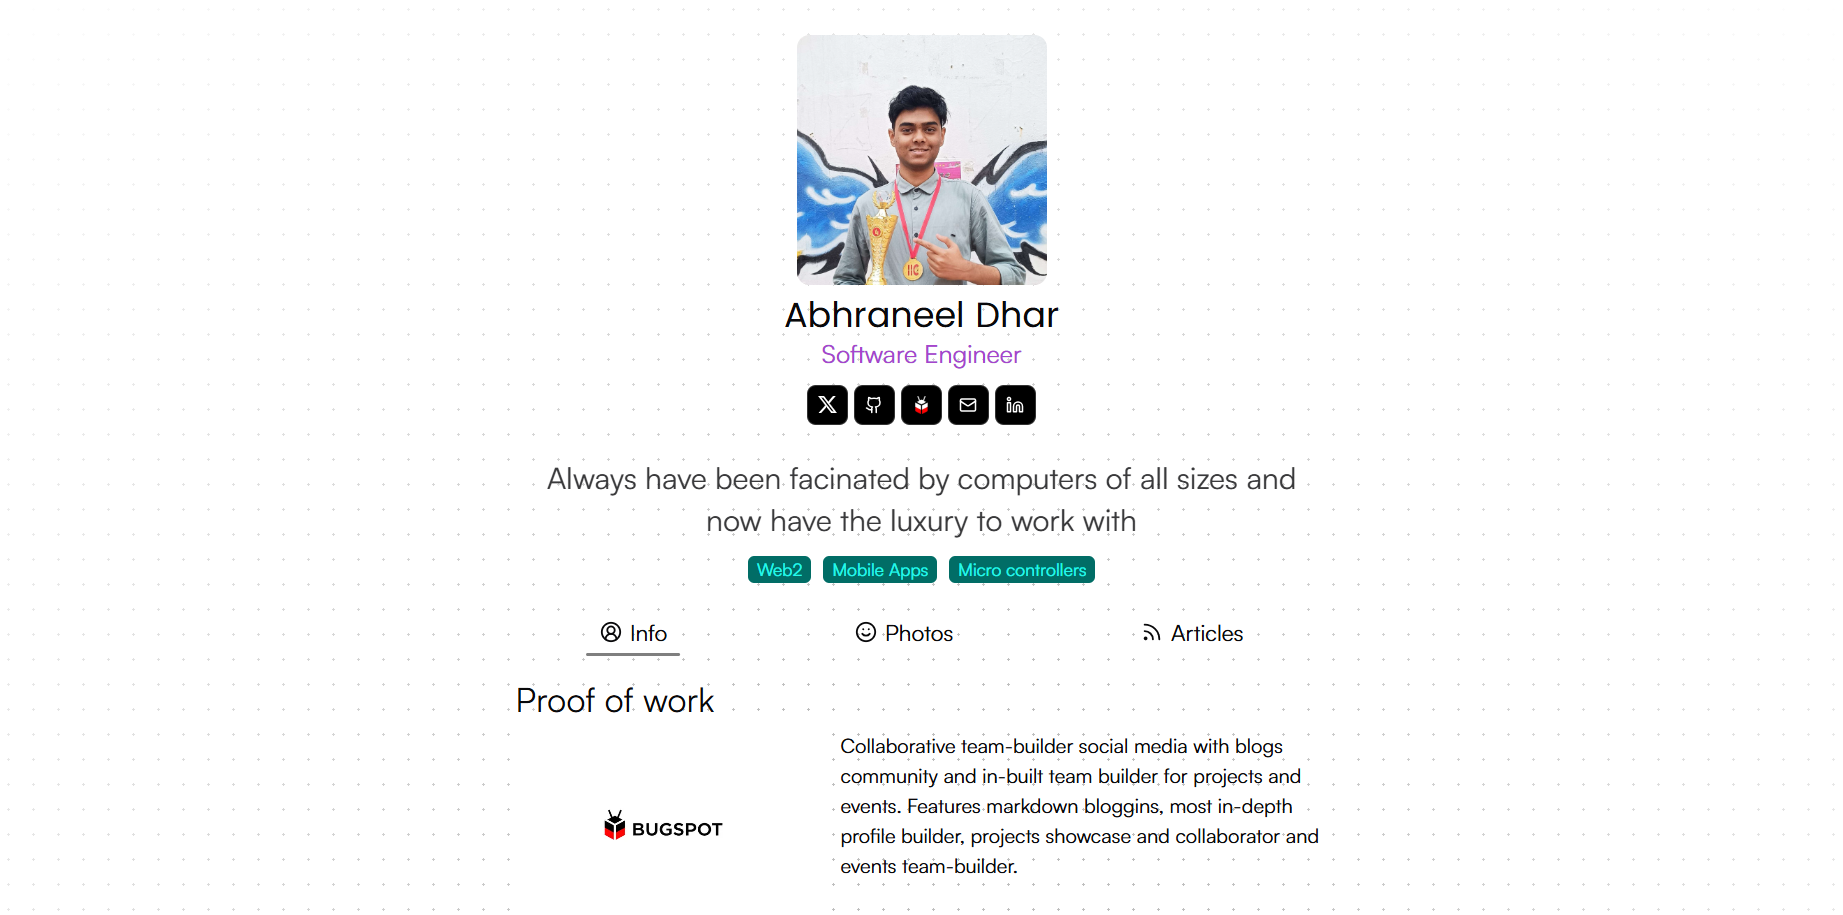 IIG
Abhraneel Dhar
Software Engineer
Always have been facinated by computers of all sizes and
now have the luxury to work with
Web2 Mobile Apps Micro controllers
Info Photos Articles
Proof of work
Collaborative team-builder social media with blogs
community and in-built team builder for projects and
events. Features markdown bloggins, most in-depth
profile builder, projects showcase and collaborator and
events team-builder.
BUGSPOT